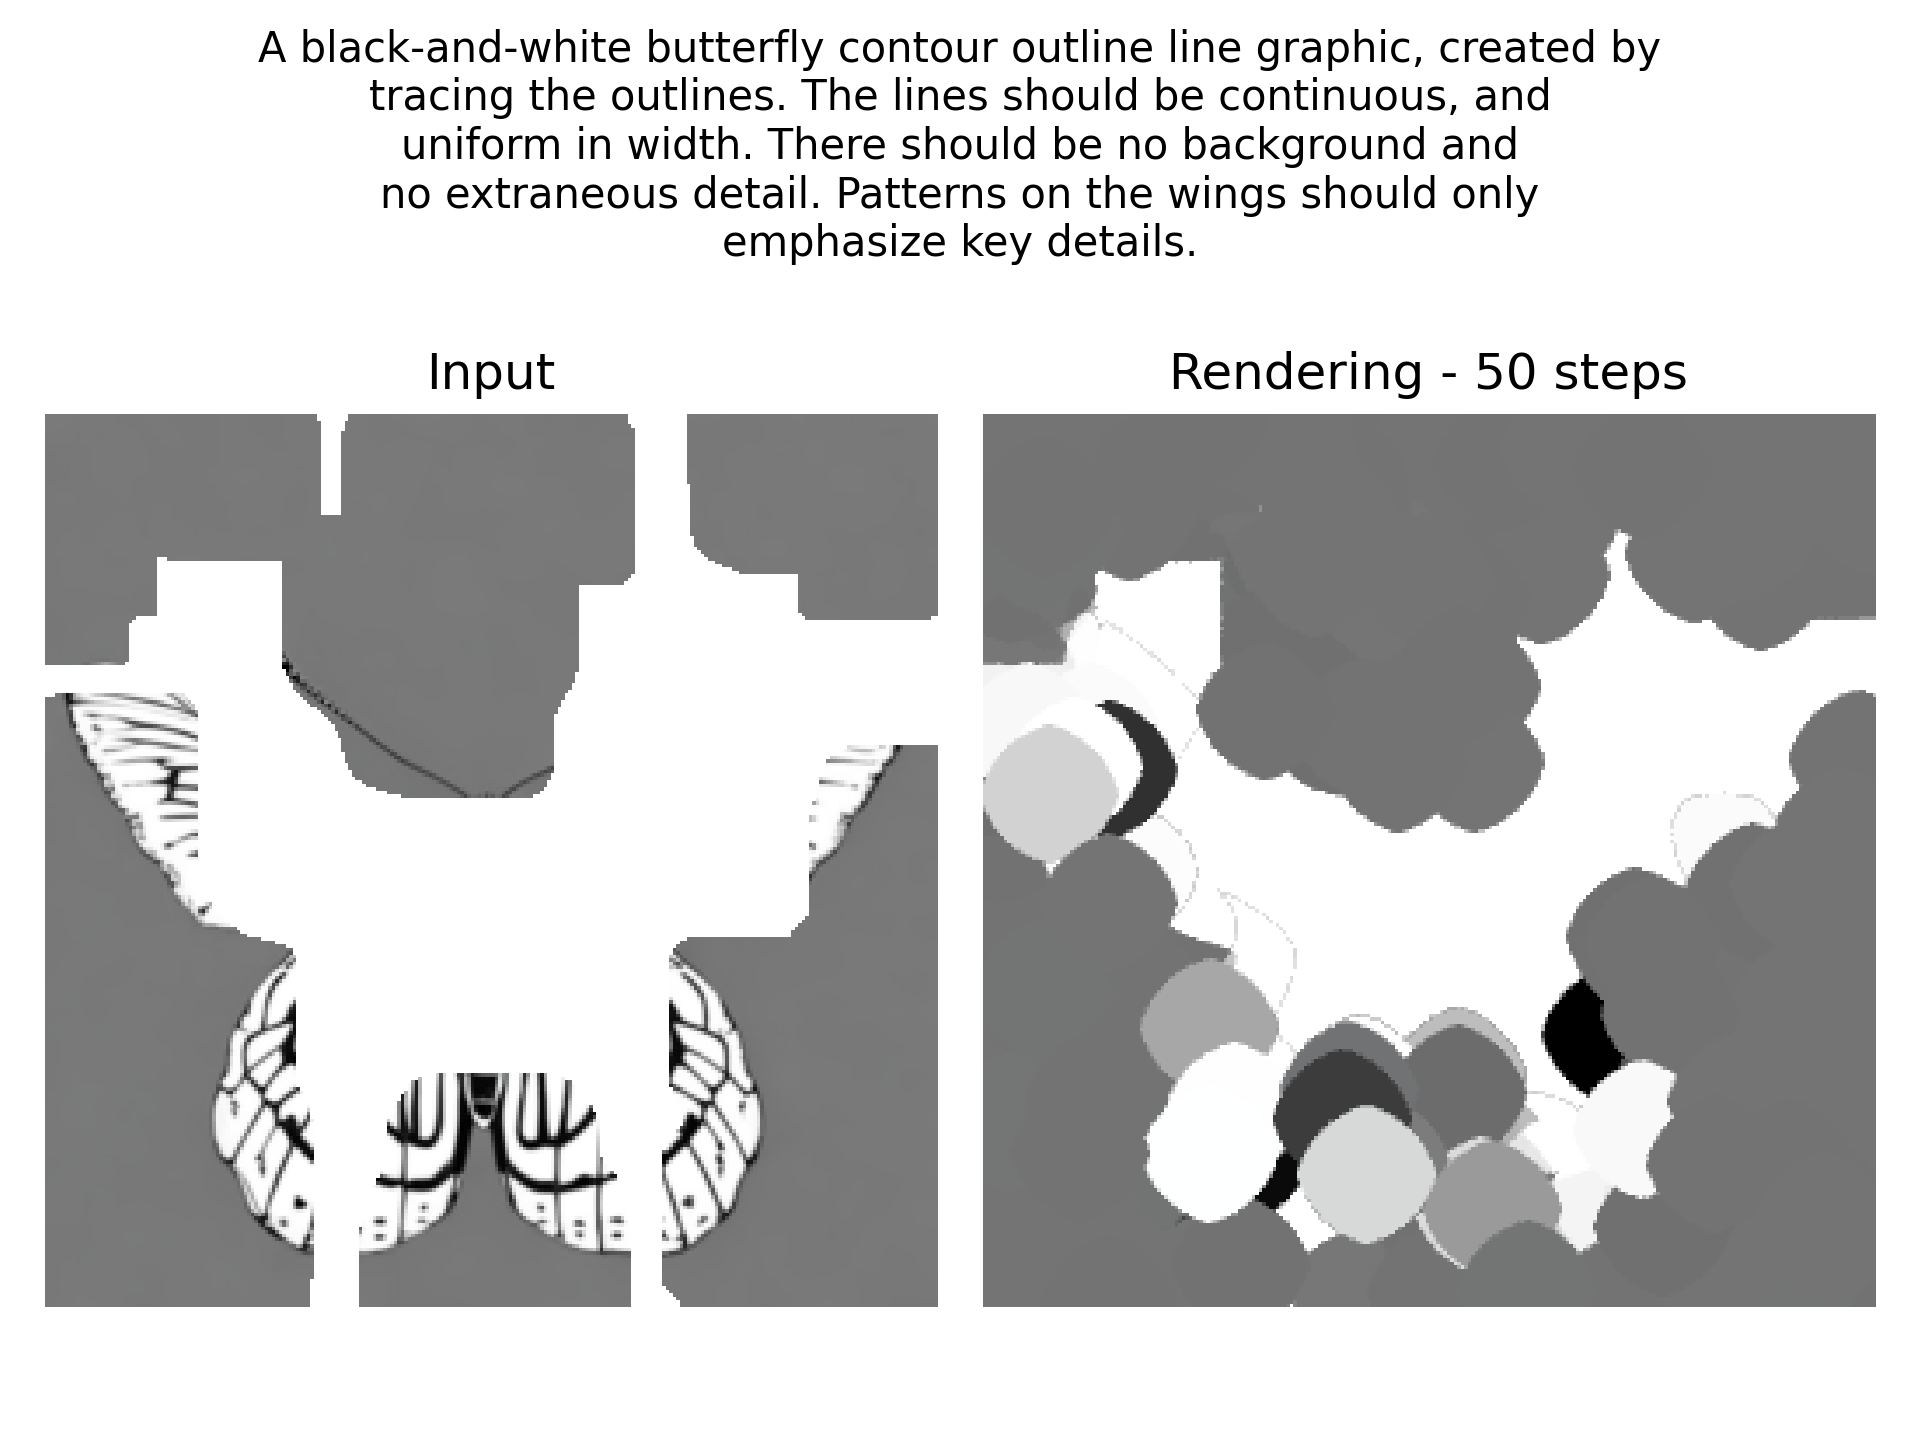 A black-and-white butterfly contour outline line graphic, created by
tracing the outlines. The lines should be continuous, and
uniform in width. There should be no background and
no extraneous detail. Patterns on the wings should only
emphasize key details.
Input
Rendering - 50 steps